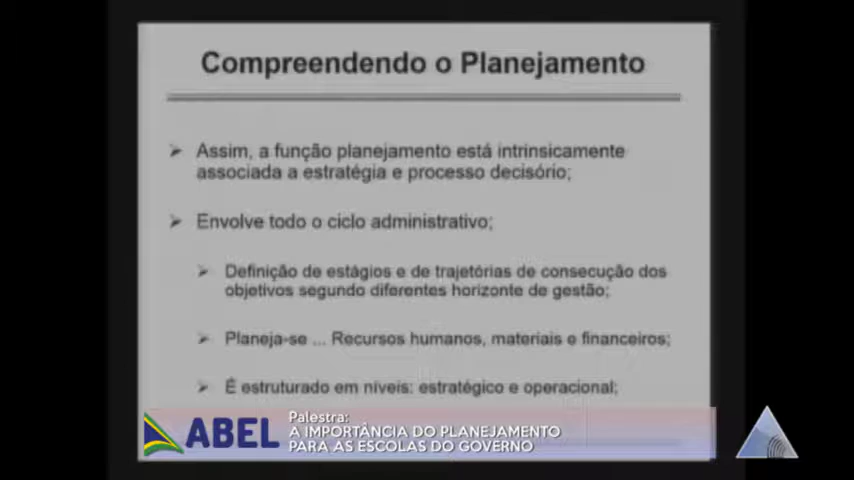 Compreendendo o Planejamento
Assim, a função planejamento está intrinsicamente
associada a estratégia e processo decisório;
Envolve todo o ciclo administrativo;
Definição de estágios e de trajetórias de consecução dos
objetivos segundo diferentes horizonte de gestão;
Planeja-se ... Recursos humanos, materiais e financeiros;
É estruturado em níveis: estratégico e operacional;
ABEL
Palestra:
A IMPORTÂNCIA DO PLANEJAMENTO
PARA AS ESCOLAS DO GOVERNO